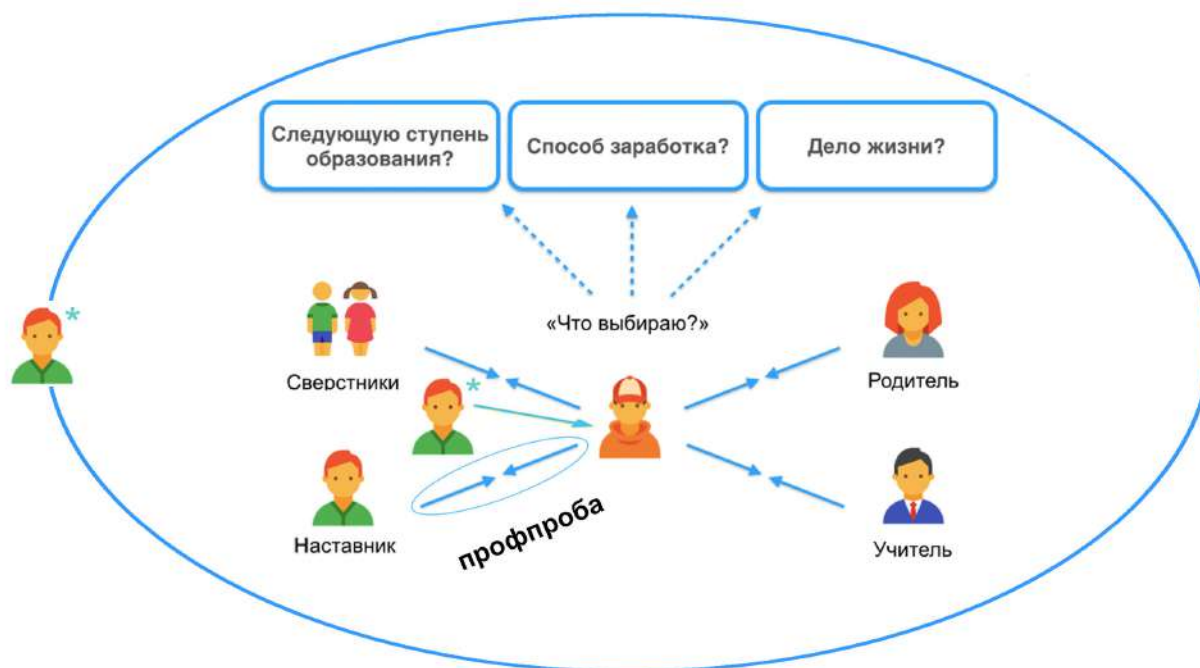 Следующую ступень
образования?
Способ заработка?
Дело жизни?
«Что выбираю?»
*
Сверстники
Родитель
*
Наставник
профпроба
Учитель